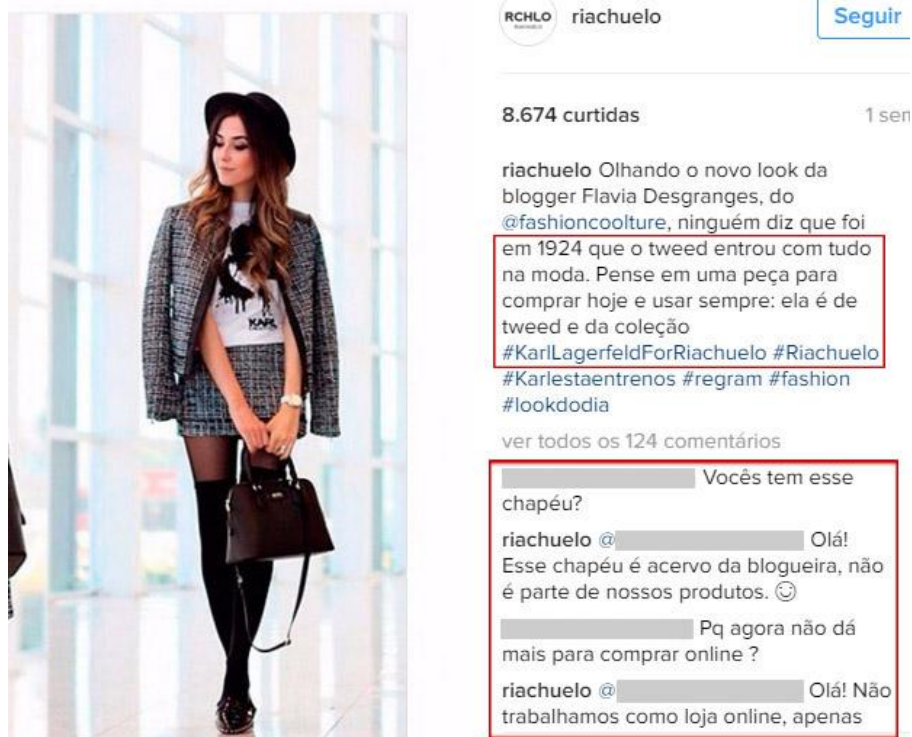 RCHLO
riachuelo
Seguir
8.674 curtidas
1 sem
riachuelo Olhando o novo look da
blogger Flavia Desgranges, do
@fashioncoolture, ninguém diz que foi
em 1924 que o tweed entrou com tudo
na moda. Pense em uma peça para
comprar hoje e usar sempre: ela é de
tweed e da coleção
#KarlLagerfeldForRiachuelo #Riachuelo
#Karlestaentrenos #regram #fashion
#lookdodia
ver todos os 124 comentários
Vocês tem esse
chapéu?
riachuelo @ Olá!
Esse chapéu é acervo da blogueira, não
é parte de nossos produtos.
Pq agora não dá
mais para comprar online ?
riachuelo @ Olá! Não
trabalhamos como loja online, apenas
KARL